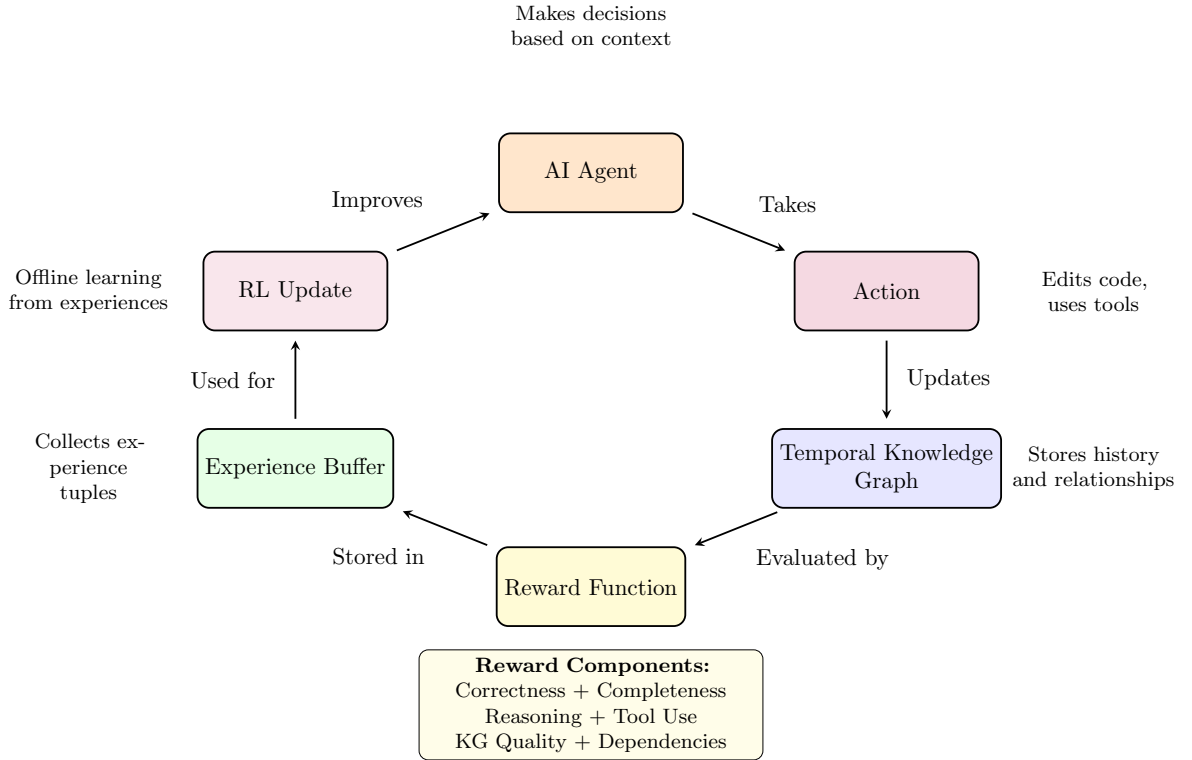 Makes decisions
based on context
AI Agent
Improves
Takes
Offline learning
from experiences
RL Update
Action
Edits code,
uses tools
Used for
Updates
Collects ex-
perience
tuples
Experience Buffer
Temporal Knowledge
Graph
Stores history
and relationships
Stored in
Evaluated by
Reward Function
Reward Components:
Correctness + Completeness
Reasoning + Tool Use
KG Quality + Dependencies